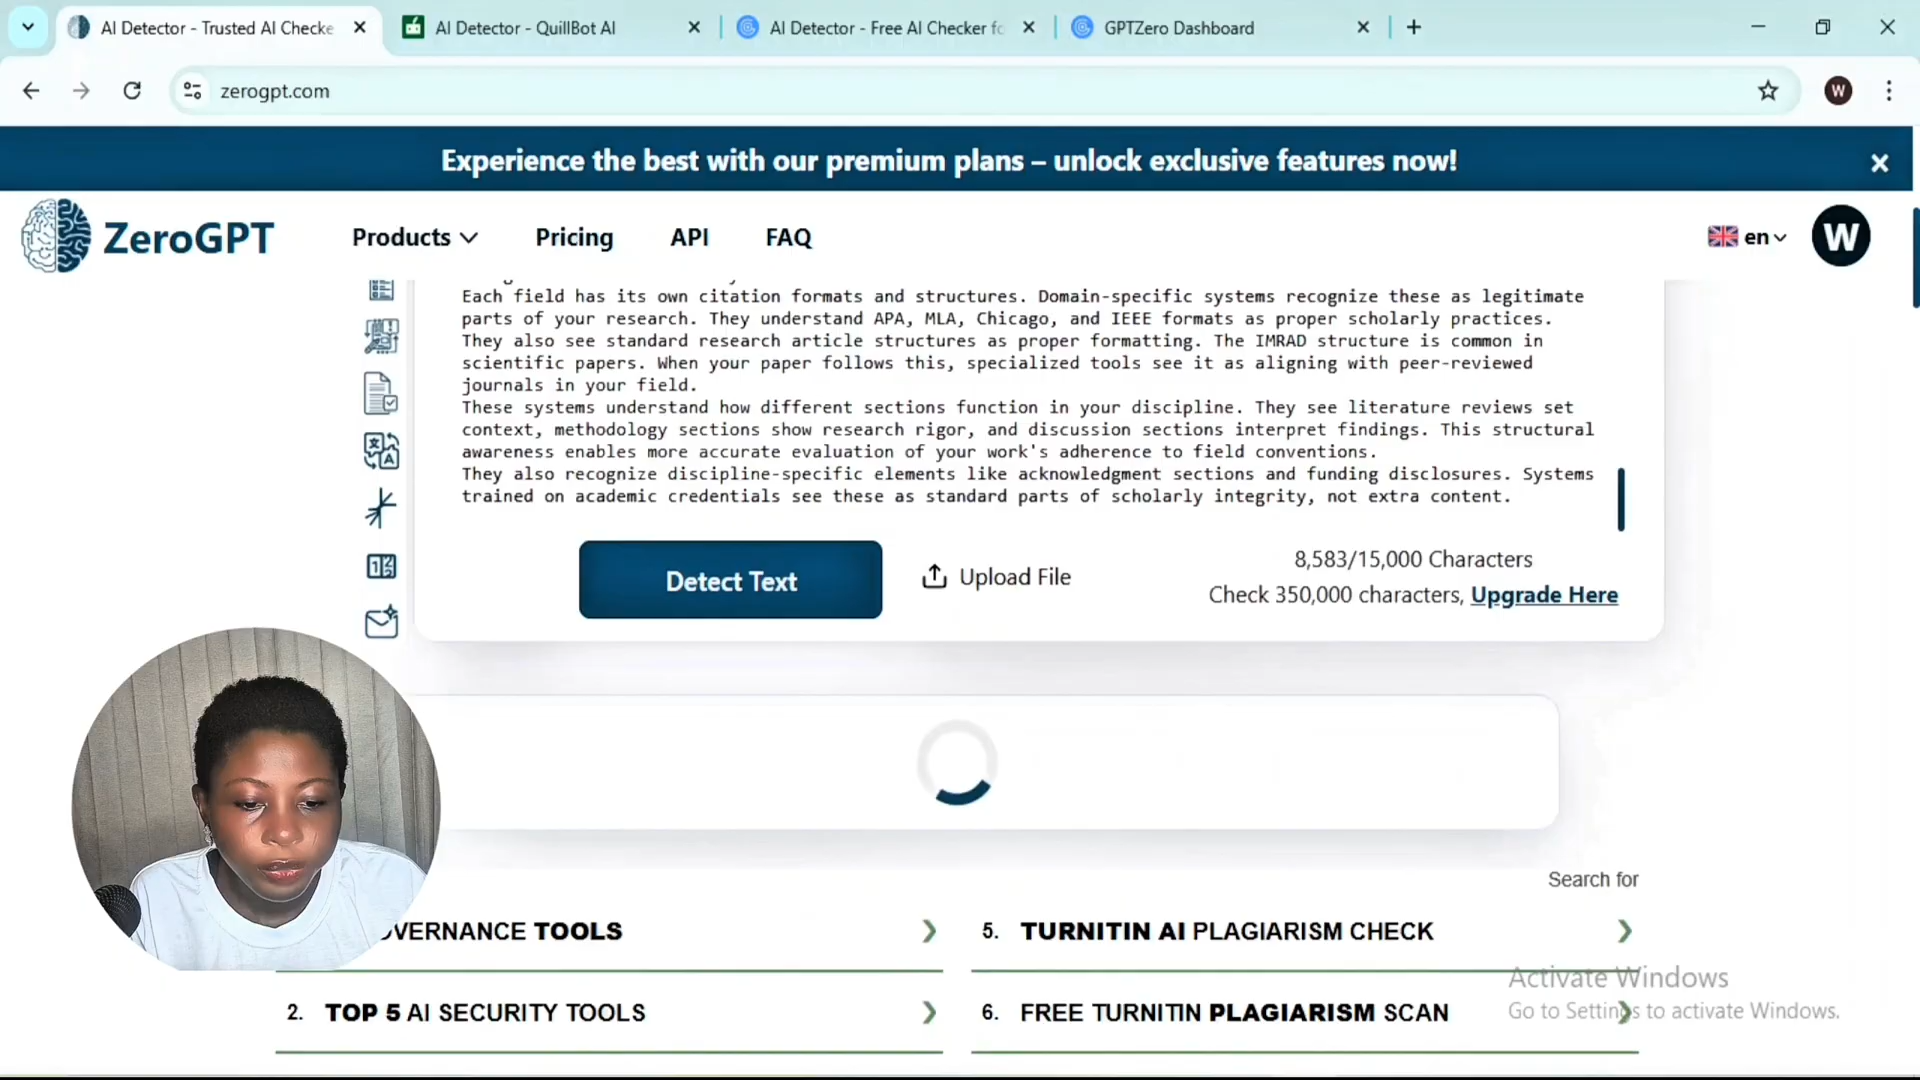 AI Detector - Trusted AI Checke
AI Detector - QuillBot AI
AI Detector - Free AI Checker fo
GPTZero Dashboard
zerogpt.com
W
Experience the best with our premium plans – unlock exclusive features now!
ZeroGPT
Products
Pricing
API
FAQ
en
W
Each field has its own citation formats and structures. Domain-specific systems recognize these as legitimate
parts of your research. They understand APA, MLA, Chicago, and IEEE formats as proper scholarly practices.
They also see standard research article structures as proper formatting. The IMRAD structure is common in
scientific papers. When your paper follows this, specialized tools see it as aligning with peer-reviewed
journals in your field.
These systems understand how different sections function in your discipline. They see literature reviews set
context, methodology sections show research rigor, and discussion sections interpret findings. This structural
awareness enables more accurate evaluation of your work's adherence to field conventions.
They also recognize discipline-specific elements like acknowledgment sections and funding disclosures. Systems
trained on academic credentials see these as standard parts of scholarly integrity, not extra content.
Detect Text
Upload File
8,583/15,000 Characters
Check 350,000 characters, Upgrade Here
Search for
OVERNANCE TOOLS
5. TURNITIN AI PLAGIARISM CHECK
2. TOP 5 AI SECURITY TOOLS
6. FREE TURNITIN PLAGIARISM SCAN
Activate Windows
Go to Settings to activate Windows.